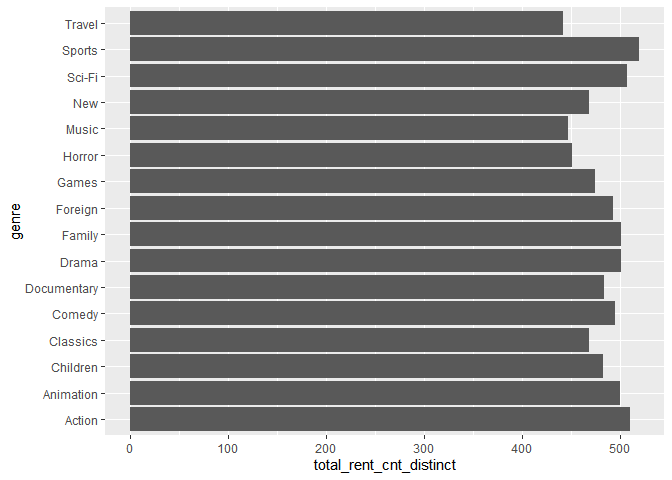 Travel
Sports
Sci-Fi
New
Music
Horror
Games
Foreign
Family
Drama
Documentary
Comedy
Classics
Children
Animation
Action
genre
0 100 200 300 400 500
total_rent_cnt_distinct